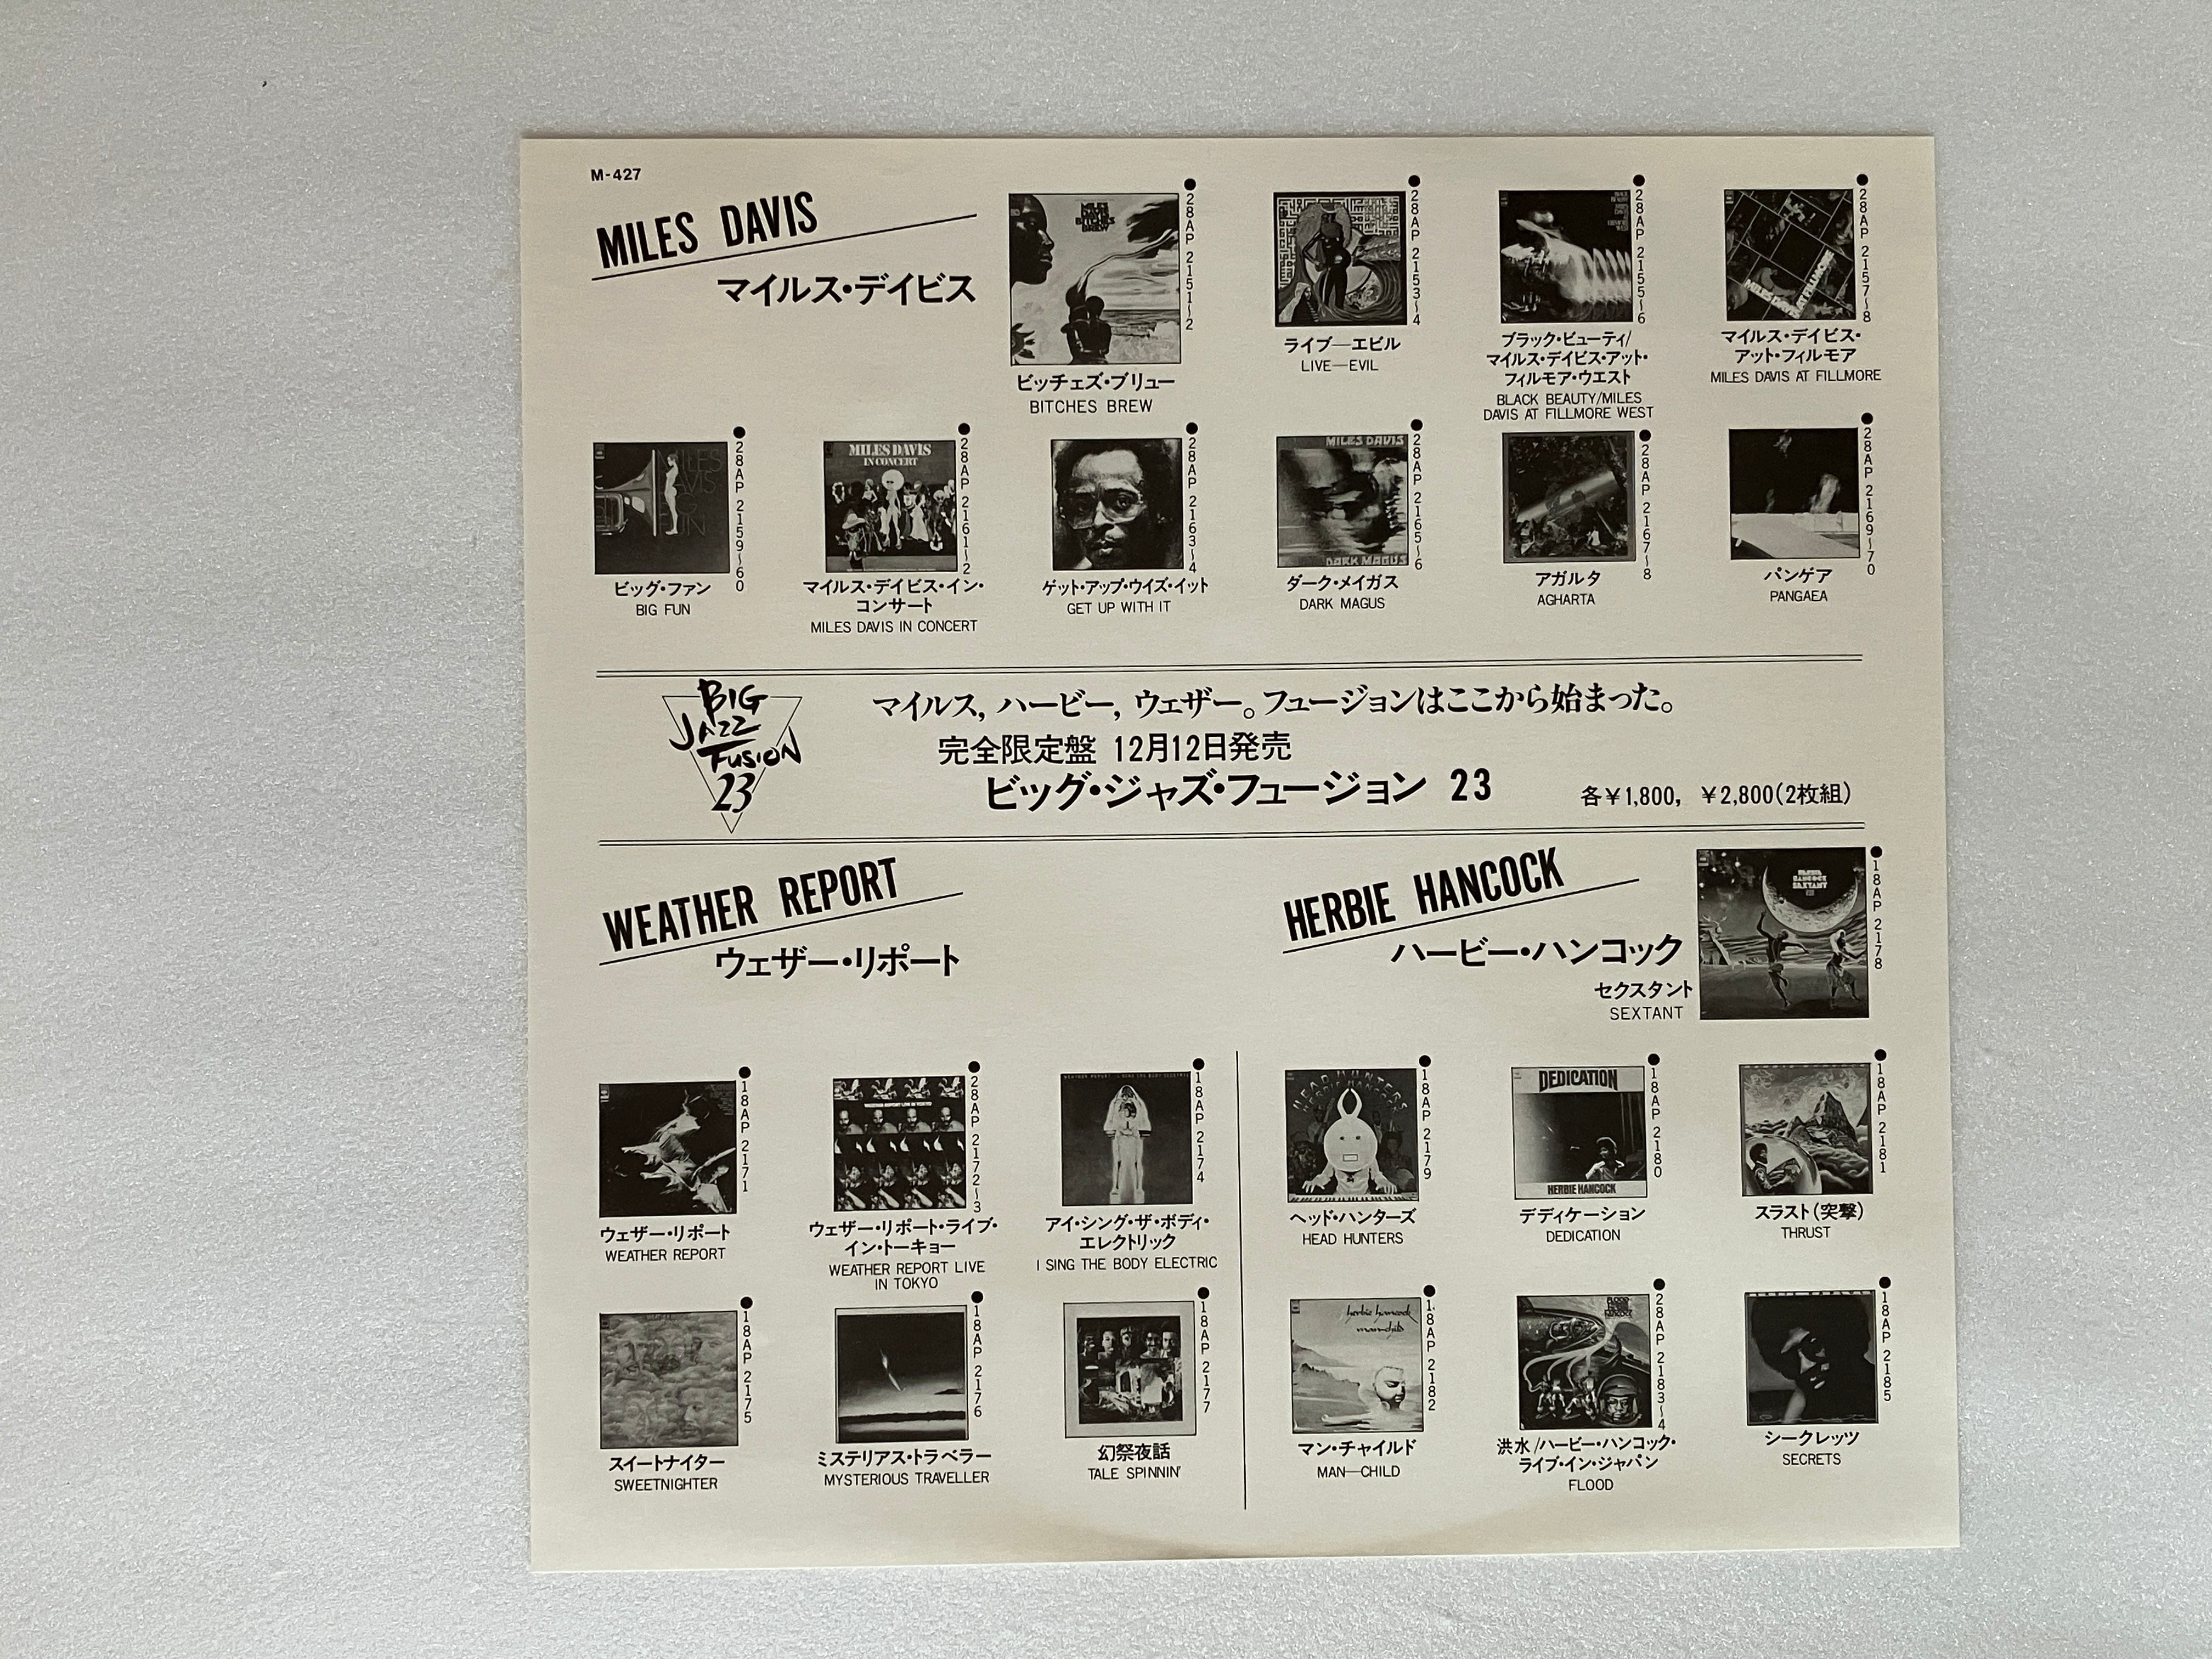 M-427
MILES DAVIS
マイルス・デイビス
28AP 2151~2
ビッチェズ・ブリュー
BITCHES BREW
28AP 2153~4
ライブ—エビル
LIVE—EVIL
28AP 2155~6
ブラック・ビューティ/
マイルス・デイビス・アット・
フィルモア・ウエスト
BLACK BEAUTY/MILES
DAVIS AT FILLMORE WEST
28AP 2157~8
マイルス・デイビス・
アット・フィルモア
MILES DAVIS AT FILLMORE
28AP 2159~60
ビッグ・ファン
BIG FUN
MILES DAVIS
IN CONCERT
28AP 2161~2
マイルス・デイビス・イン・
コンサート
MILES DAVIS IN CONCERT
28AP 2163~4
ゲット・アップ・ウイズ・イット
GET UP WITH IT
MILES DAVIS
DARK MAGUS
28AP 2165~6
ダーク・メイガス
DARK MAGUS
28AP 2167~8
アガルタ
AGHARTA
28AP 2169~70
パンゲア
PANGAEA
BIG
JAZZ
FUSION
23
マイルス, ハービー, ウェザー。フュージョンはここから始まった。
完全限定盤 12月12日発売
ビッグ・ジャズ・フュージョン 23
各¥1,800, ¥2,800(2枚組)
WEATHER REPORT
ウェザー・リポート
18AP 2171
ウェザー・リポート
WEATHER REPORT
28AP 2172~3
ウェザー・リポート・ライブ・
イン・トーキョー
WEATHER REPORT LIVE
IN TOKYO
18AP 2174
アイ・シング・ザ・ボディ・
エレクトリック
I SING THE BODY ELECTRIC
18AP 2175
スイートナイター
SWEETNIGHTER
18AP 2176
ミステリアス・トラベラー
MYSTERIOUS TRAVELLER
18AP 2177
幻祭夜話
TALE SPINNIN'
HERBIE HANCOCK
ハービー・ハンコック
セクスタント
SEXTANT
18AP 2178
HEAD HUNTERS
18AP 2179
ヘッド・ハンターズ
HEAD HUNTERS
DEDICATION
HERBIE HANCOCK
18AP 2180
デディケーション
DEDICATION
18AP 2181
スラスト(突撃)
THRUST
herbie hancock
man-child
18AP 2182
マン・チャイルド
MAN—CHILD
28AP 2183~4
洪水/ハービー・ハンコック・
ライブ・イン・ジャパン
FLOOD
18AP 2185
シークレッツ
SECRETS